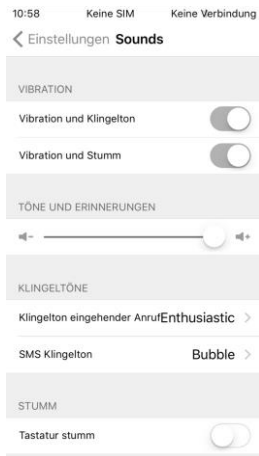 10:58 Keine SIM Keine Verbindung
Einstellungen Sounds
VIBRATION
Vibration und Klingelton
Vibration und Stumm
TÖNE UND ERINNERUNGEN
KLINGELTÖNE
Klingelton eingehender Anruf Enthusiastic
SMS Klingelton Bubble
STUMM
Tastatur stumm